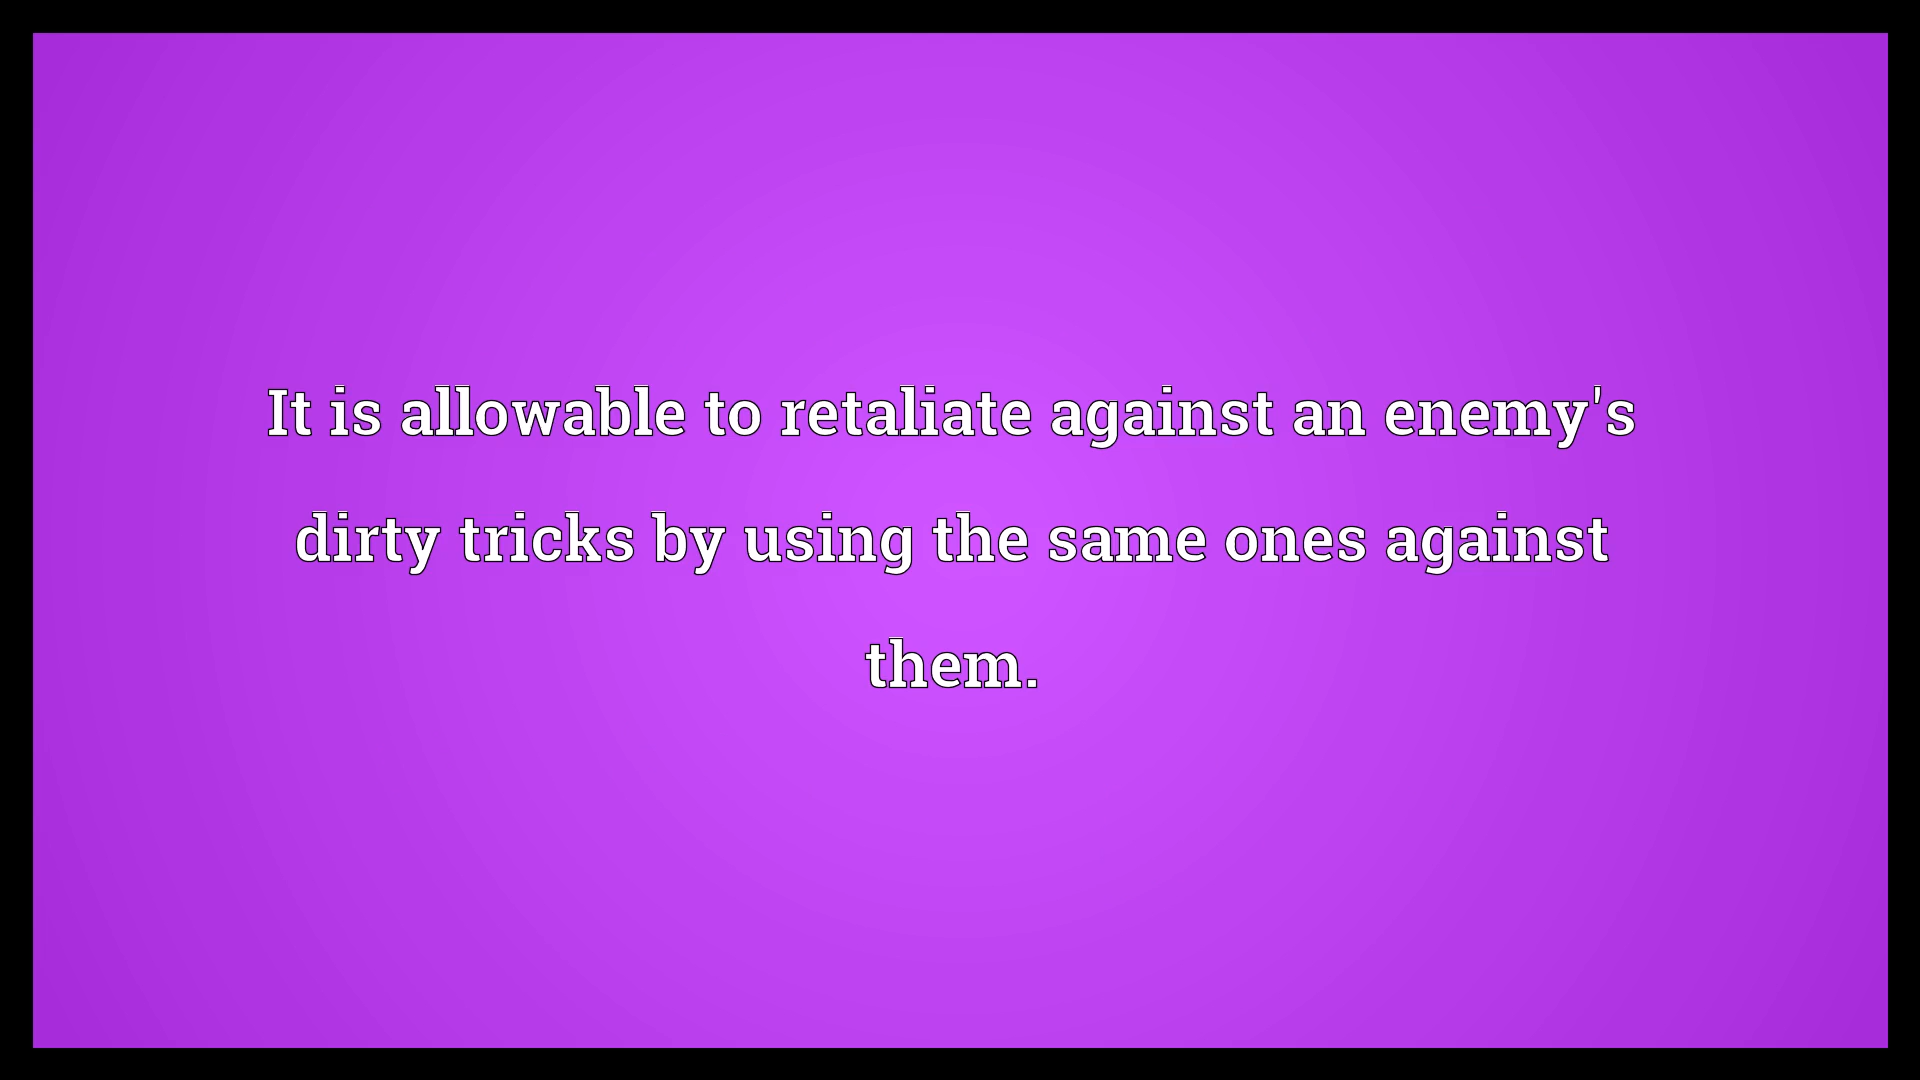 It is allowable to retaliate against an enemy's
dirty tricks by using the same ones against
them.